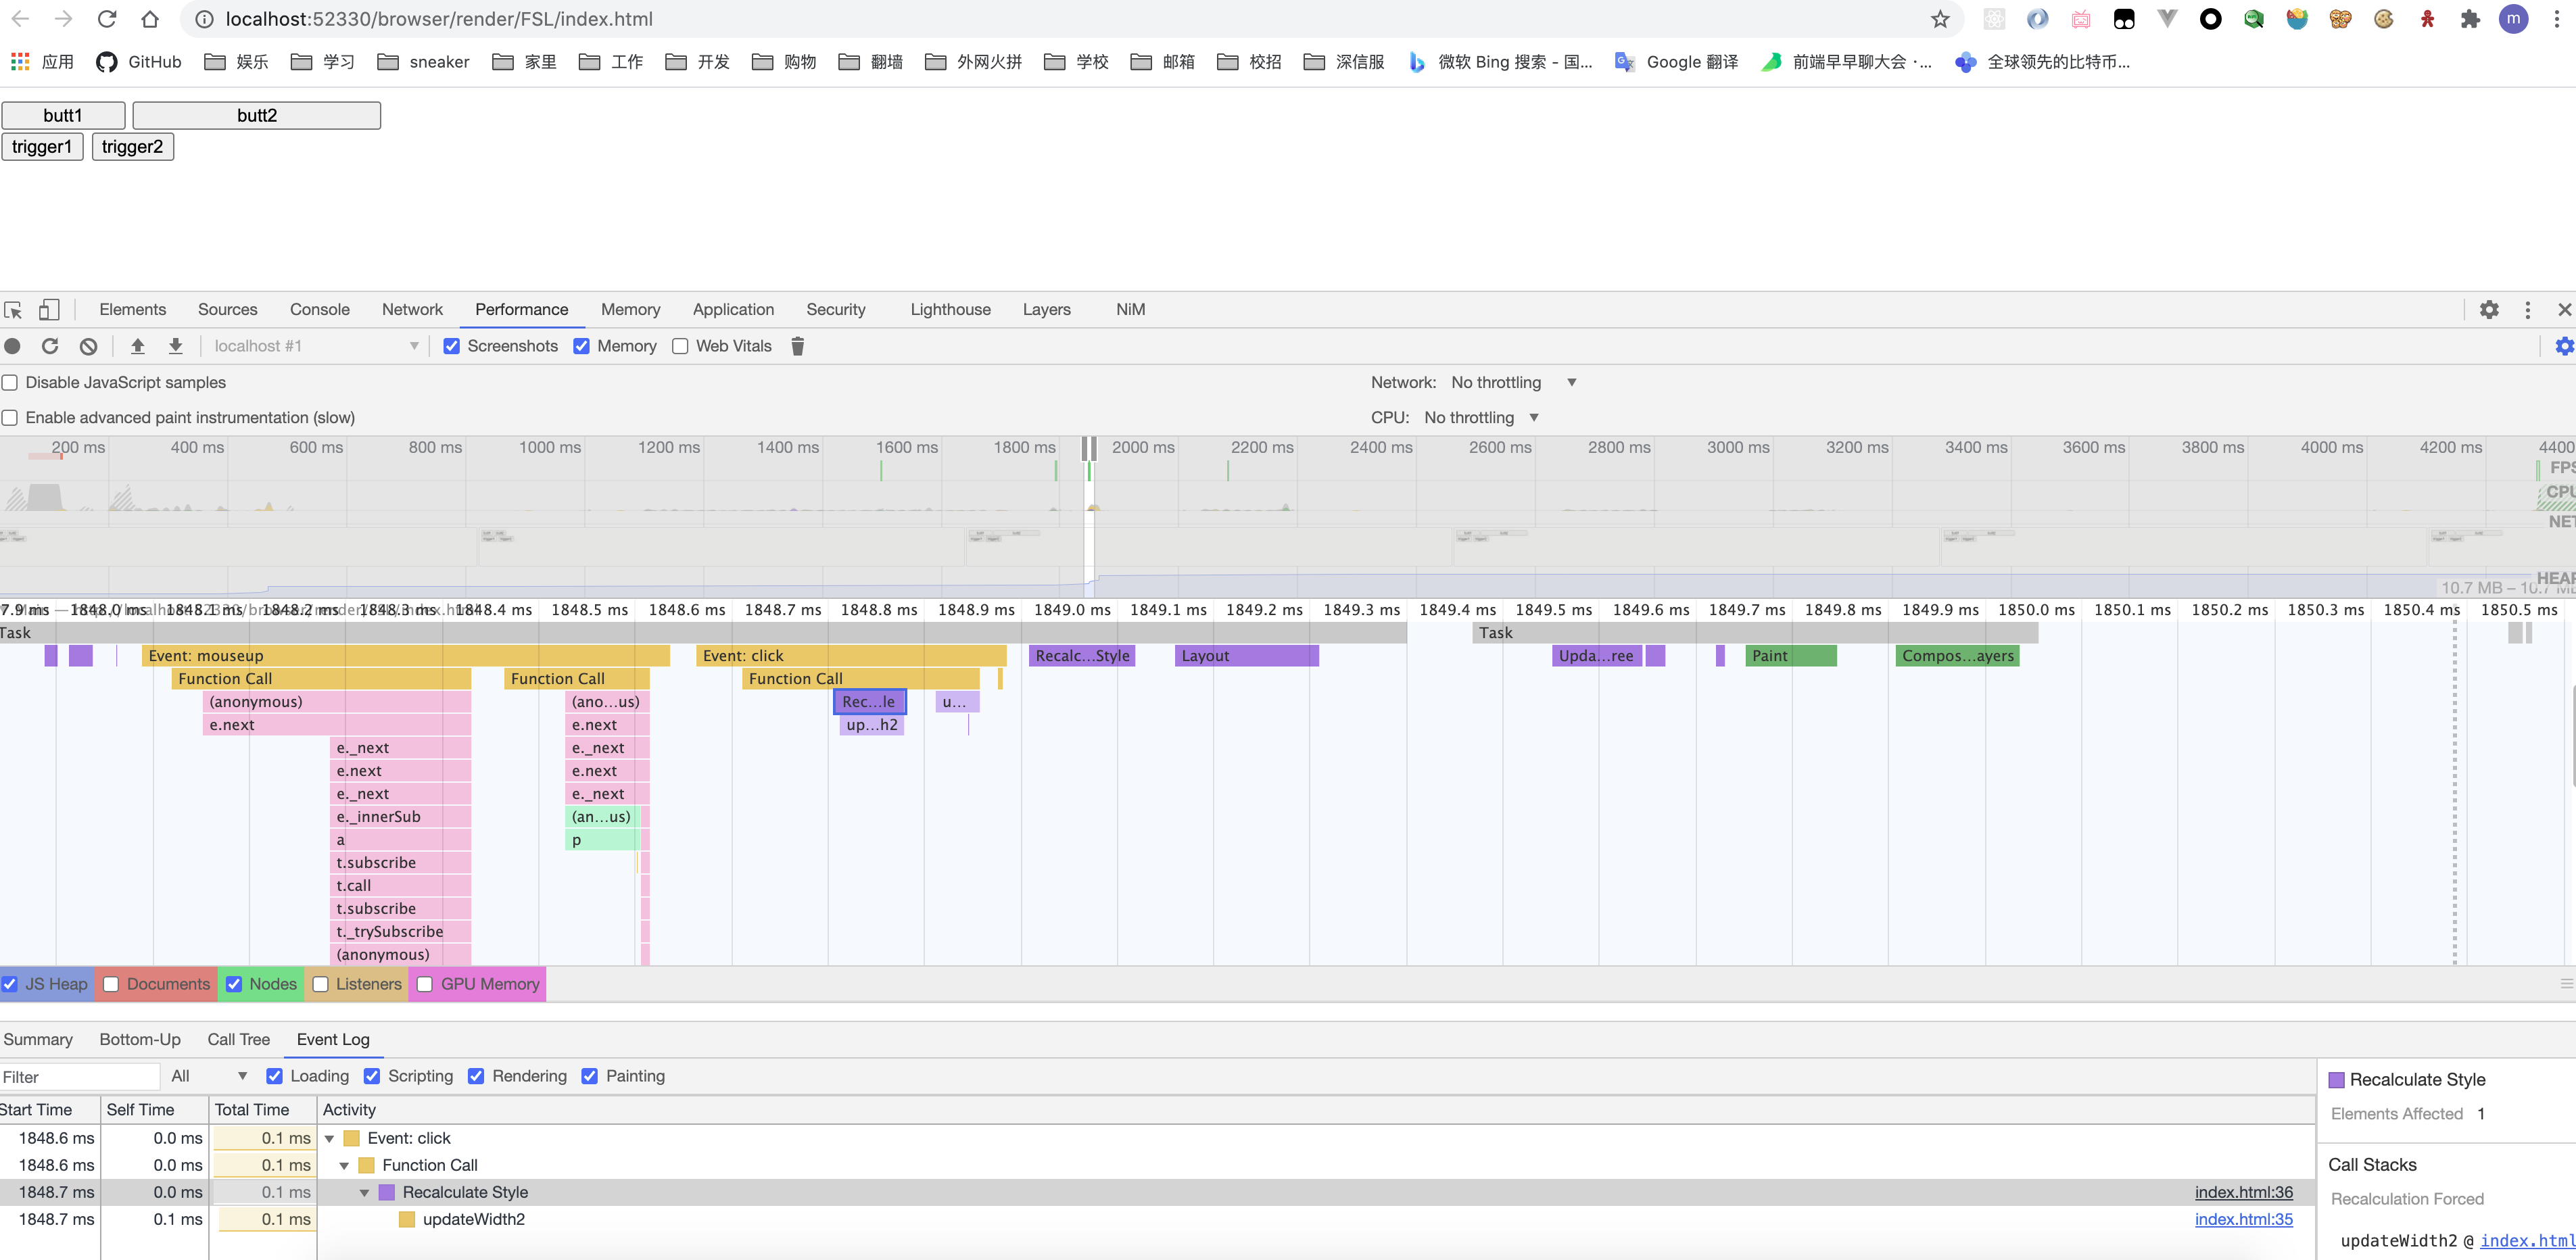 localhost:52330/browser/render/FSL/index.html
m
应用 GitHub 娱乐 学习 sneaker 家里 工作 开发 购物 翻墙 外网火拼 学校 邮箱 校招 深信服 微软 Bing 搜索 - 国... Google 翻译 前端早早聊大会 ·... 全球领先的比特币...
butt1 butt2
trigger1 trigger2
Elements Sources Console Network Performance Memory Application Security Lighthouse Layers NiM
localhost #1 Screenshots Memory Web Vitals
Disable JavaScript samples Network: No throttling
Enable advanced paint instrumentation (slow) CPU: No throttling
200 ms 400 ms 600 ms 800 ms 1000 ms 1200 ms 1400 ms 1600 ms 1800 ms 2000 ms 2200 ms 2400 ms 2600 ms 2800 ms 3000 ms 3200 ms 3400 ms 3600 ms 3800 ms 4000 ms 4200 ms 4400
FPS
CPU
NET
HEAP
10.7 MB – 10.7 MB
7.9 ms 1848.0 ms 1848.1 ms 1848.2 ms 1848.3 ms 1848.4 ms 1848.5 ms 1848.6 ms 1848.7 ms 1848.8 ms 1848.9 ms 1849.0 ms 1849.1 ms 1849.2 ms 1849.3 ms 1849.4 ms 1849.5 ms 1849.6 ms 1849.7 ms 1849.8 ms 1849.9 ms 1850.0 ms 1850.1 ms 1850.2 ms 1850.3 ms 1850.4 ms 1850.5 ms
Task Task
Event: mouseup Event: click Recalc...Style Layout Upda...ree Paint Compos...ayers
Function Call Function Call Function Call
(anonymous) (ano...us) Rec...le u...
e.next e.next up...h2
e._next e._next
e.next e.next
e._next e._next
e._innerSub (an...us)
a p
t.subscribe
t.call
t.subscribe
t._trySubscribe
(anonymous)
JS Heap Documents Nodes Listeners GPU Memory
Summary Bottom-Up Call Tree Event Log
Filter All Loading Scripting Rendering Painting
Start Time Self Time Total Time Activity
1848.6 ms 0.0 ms 0.1 ms Event: click
1848.6 ms 0.0 ms 0.1 ms Function Call
1848.7 ms 0.0 ms 0.1 ms Recalculate Style index.html:36
1848.7 ms 0.1 ms 0.1 ms updateWidth2 index.html:35
Recalculate Style
Elements Affected 1
Call Stacks
Recalculation Forced
updateWidth2 @ index.html